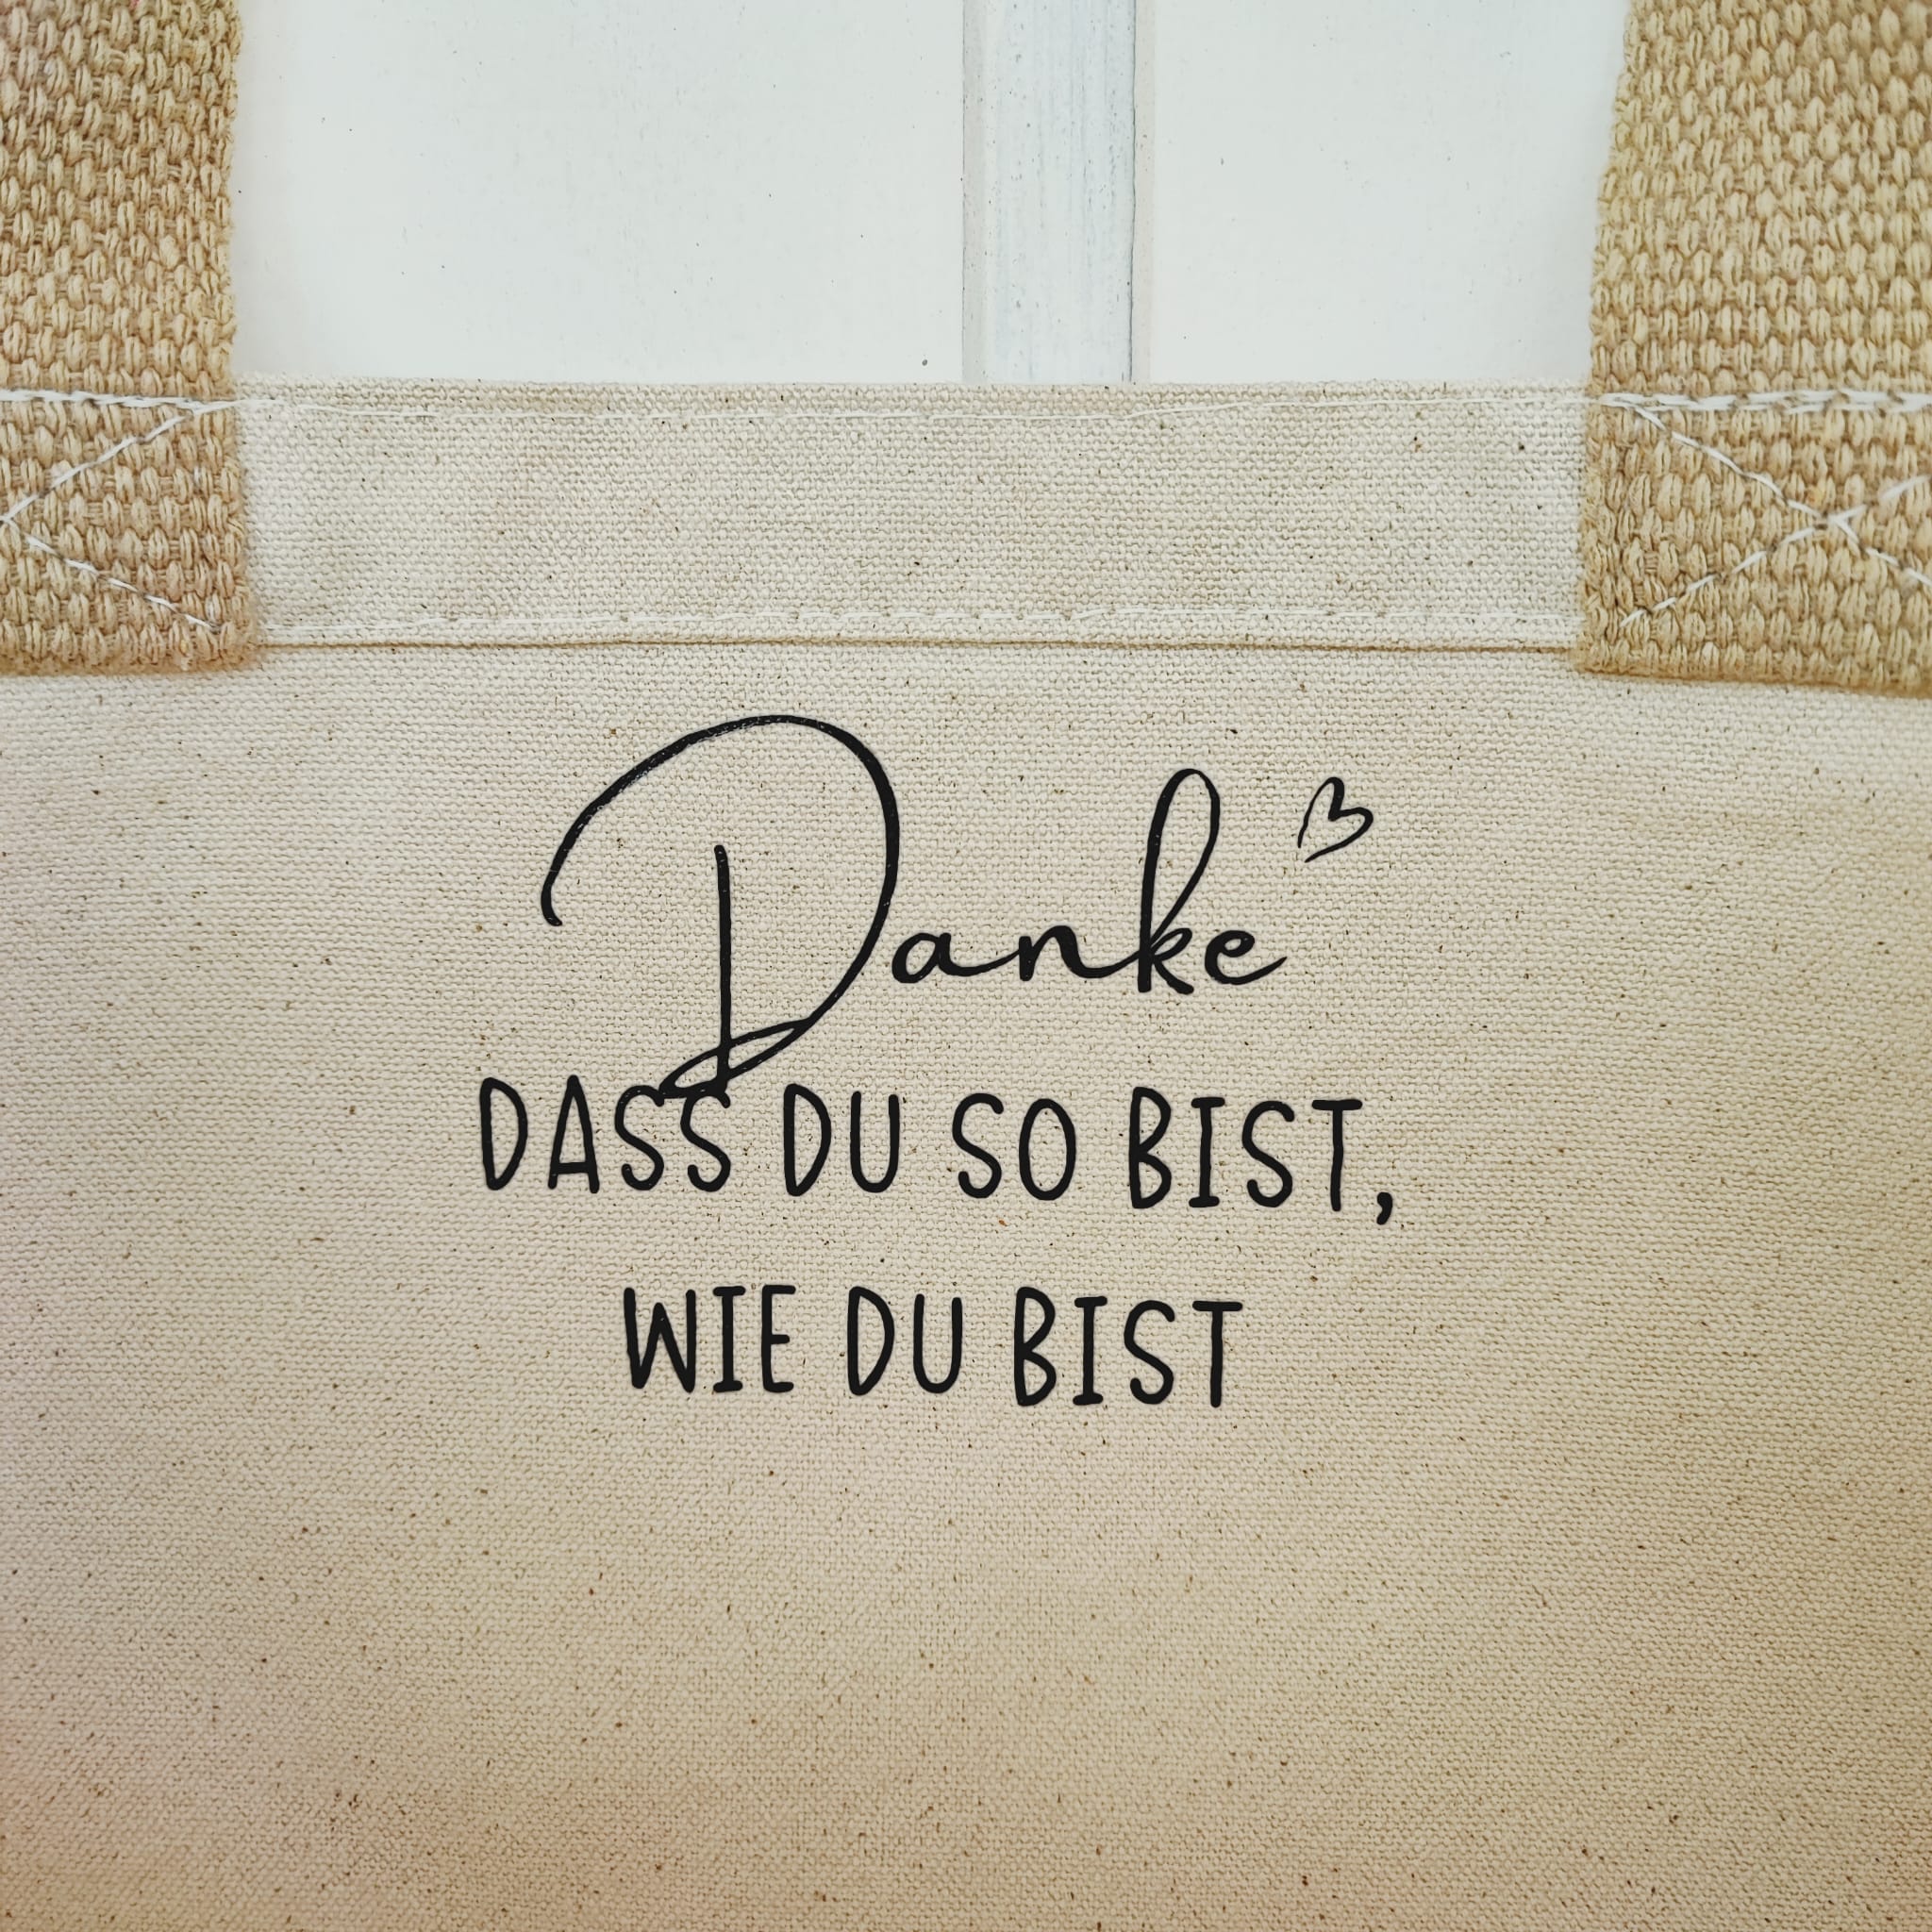 Danke
DASS DU SO BIST,
WIE DU BIST